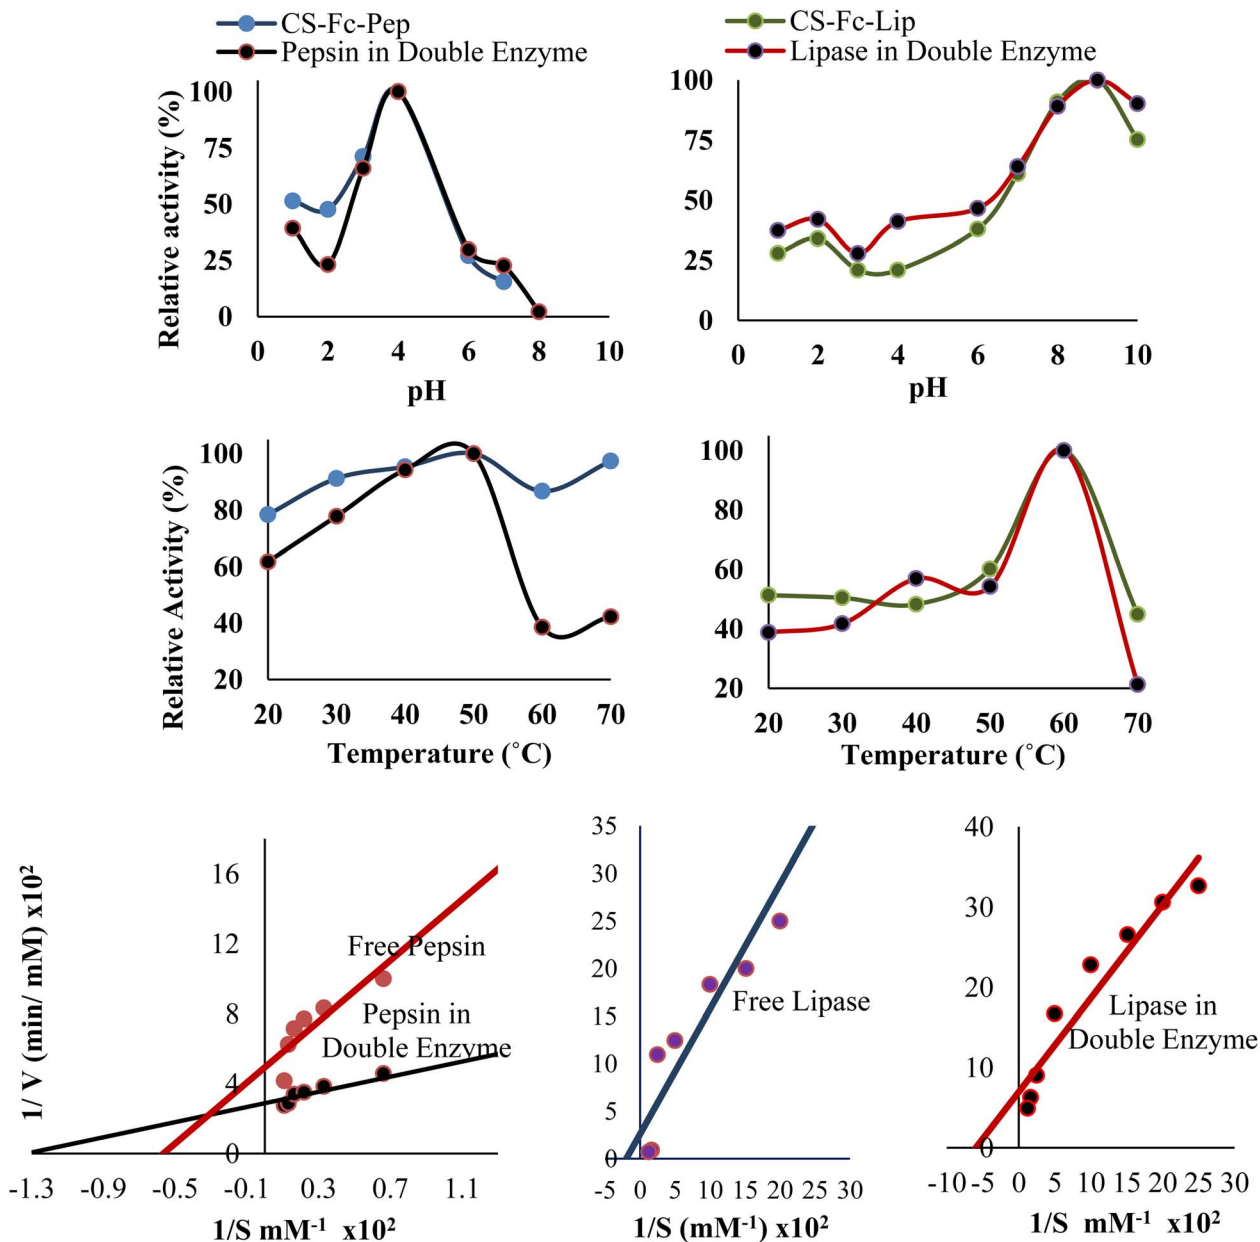 CS-Fc-Pep
Pepsin in Double Enzyme
Relative activity (%)
100
75
50
25
0
0 2 4 6 8 10
pH
CS-Fc-Lip
Lipase in Double Enzyme
100
75
50
25
0
0 2 4 6 8 10
pH
Relative Activity (%)
100
80
60
40
20
20 30 40 50 60 70
Temperature (˚C)
100
80
60
40
20
20 30 40 50 60 70
Temperature (˚C)
1/ V (min/ mM) x10²
16
12
8
4
0
Free Pepsin
Pepsin in
Double Enzyme
-1.3 -0.9 -0.5 -0.1 0.3 0.7 1.1
1/S mM⁻¹ x10²
35
30
25
20
15
10
5
0
Free Lipase
-5 0 5 10 15 20 25 30
1/S (mM⁻¹) x10²
40
30
20
10
0
Lipase in
Double Enzyme
-10 -5 0 5 10 15 20 25 30
1/S mM⁻¹ x10²